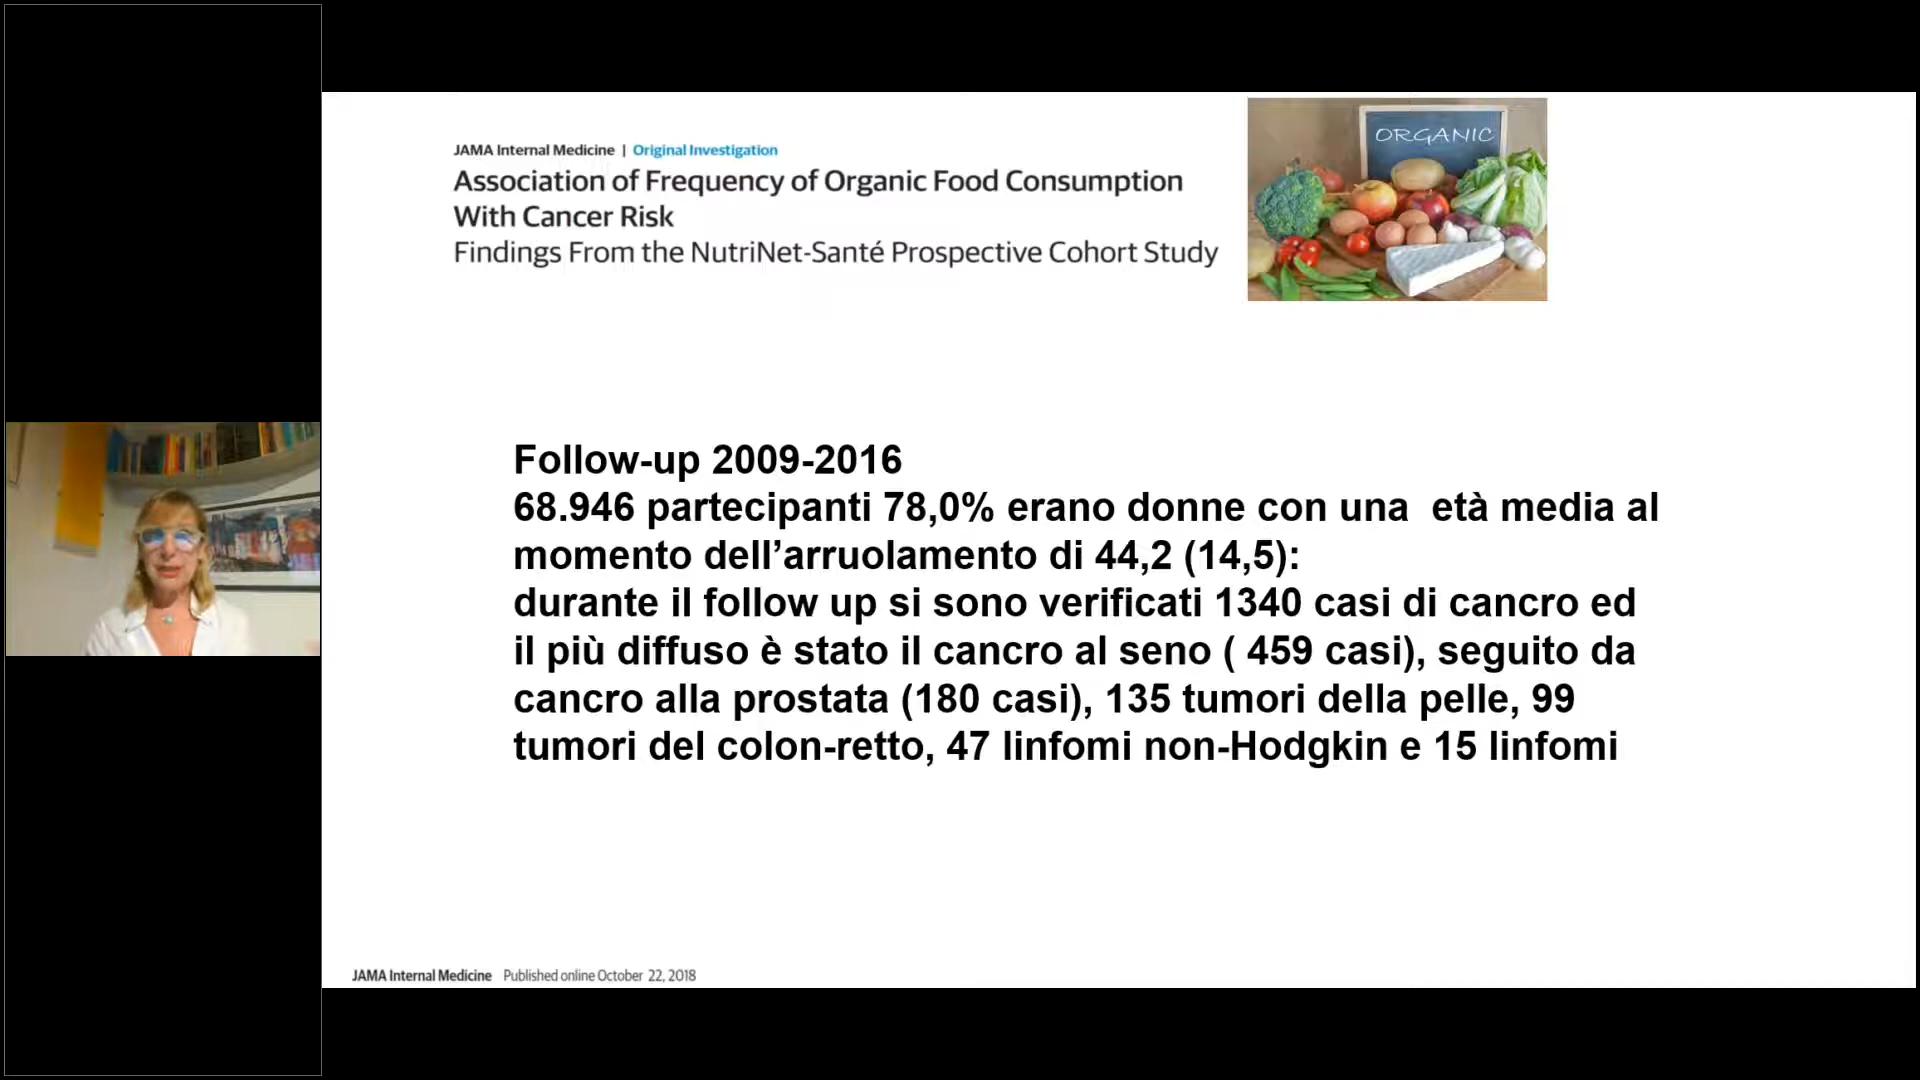 JAMA Internal Medicine | Original Investigation
Association of Frequency of Organic Food Consumption
With Cancer Risk
Findings From the NutriNet-Santé Prospective Cohort Study
ORGANIC
Follow-up 2009-2016
68.946 partecipanti 78,0% erano donne con una  età media al
momento dell’arruolamento di 44,2 (14,5):
durante il follow up si sono verificati 1340 casi di cancro ed
il più diffuso è stato il cancro al seno ( 459 casi), seguito da
cancro alla prostata (180 casi), 135 tumori della pelle, 99
tumori del colon-retto, 47 linfomi non-Hodgkin e 15 linfomi
JAMA Internal Medicine Published online October 22, 2018